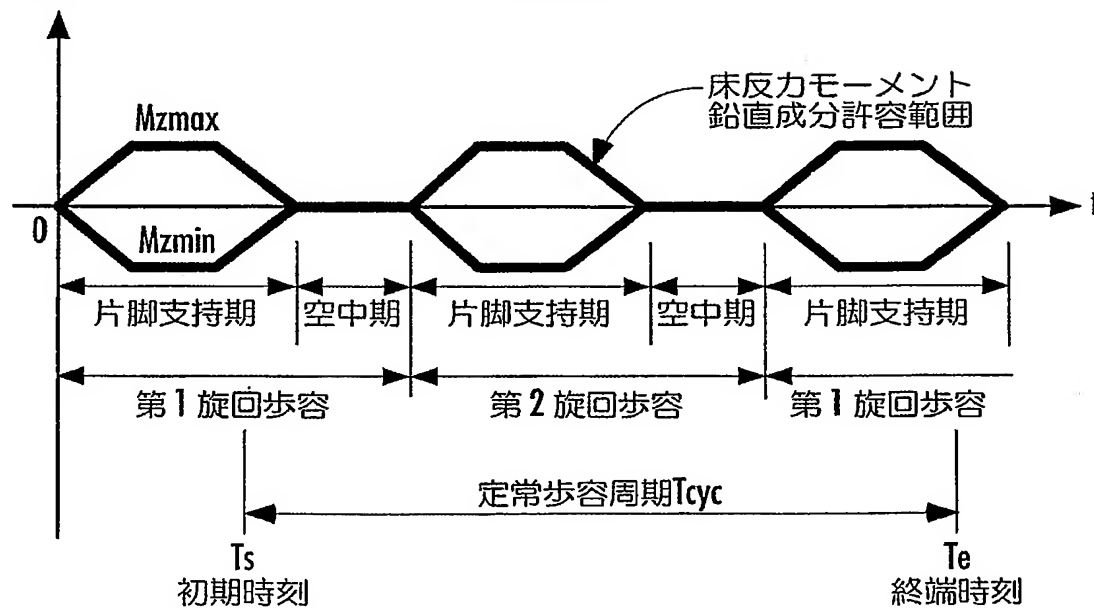 床反力モーメント
鉛直成分許容範囲
Mzmax
0
t
Mzmin
片脚支持期
空中期
片脚支持期
空中期
片脚支持期
第1旋回歩容
第2旋回歩容
第1旋回歩容
定常歩容周期Tcyc
Ts
初期時刻
Te
終端時刻